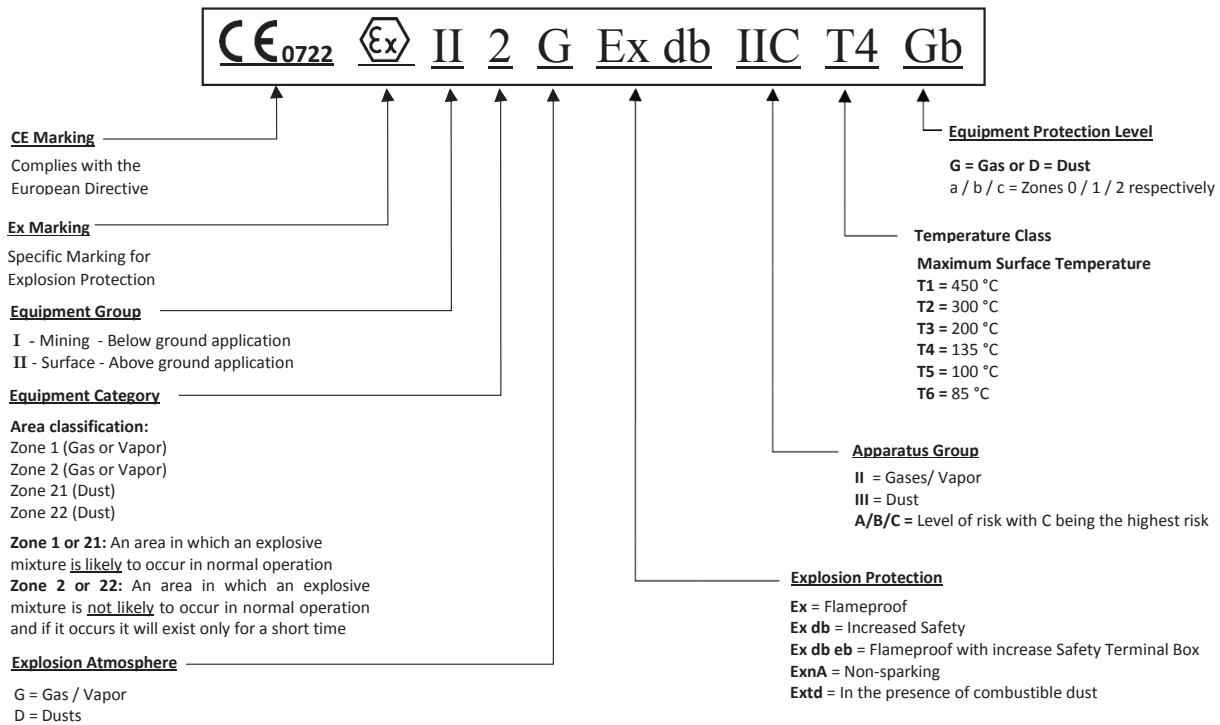 CE 0722 Ex II 2 G Ex db IIC T4 Gb
CE Marking
Complies with the
European Directive
Ex Marking
Specific Marking for
Explosion Protection
Equipment Group
I - Mining - Below ground application
II - Surface - Above ground application
Equipment Category
Area classification:
Zone 1 (Gas or Vapor)
Zone 2 (Gas or Vapor)
Zone 21 (Dust)
Zone 22 (Dust)
Zone 1 or 21: An area in which an explosive
mixture is likely to occur in normal operation
Zone 2 or 22: An area in which an explosive
mixture is not likely to occur in normal operation
and if it occurs it will exist only for a short time
Explosion Atmosphere
G = Gas / Vapor
D = Dusts
Equipment Protection Level
G = Gas or D = Dust
a / b / c = Zones 0 / 1 / 2 respectively
Temperature Class
Maximum Surface Temperature
T1 = 450 °C
T2 = 300 °C
T3 = 200 °C
T4 = 135 °C
T5 = 100 °C
T6 = 85 °C
Apparatus Group
II = Gases/ Vapor
III = Dust
A/B/C = Level of risk with C being the highest risk
Explosion Protection
Ex = Flameproof
Ex db = Increased Safety
Ex db eb = Flameproof with increase Safety Terminal Box
ExnA = Non-sparking
Extd = In the presence of combustible dust